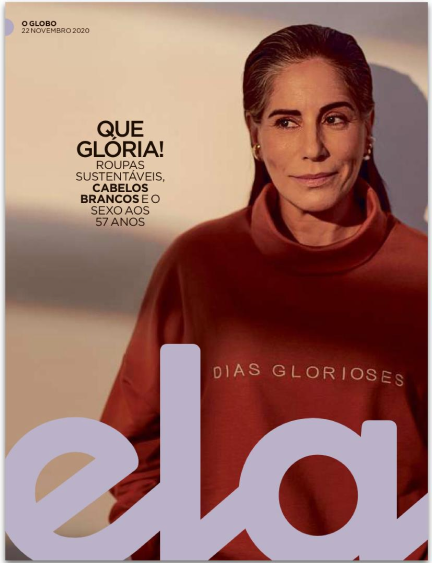 O GLOBO
22 NOVEMBRO 2020
QUE
GLÓRIA!
ROUPAS
SUSTENTÁVEIS,
CABELOS
BRANCOS E O
SEXO AOS
57 ANOS
DIAS GLORIOSES
ela